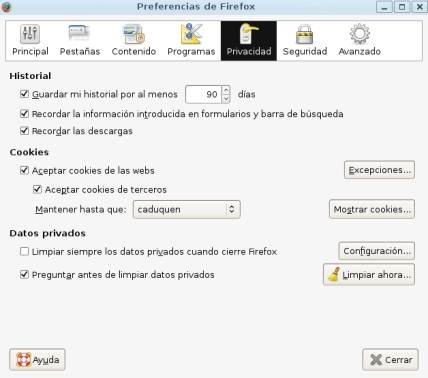 Preferencias de Firefox
Principal Pestañas Contenido Programas Privacidad Seguridad Avanzado
Historial
Guardar mi historial por al menos 90 días
Recordar la información introducida en formularios y barra de búsqueda
Recordar las descargas
Cookies
Aceptar cookies de las webs Excepciones...
Aceptar cookies de terceros
Mantener hasta que: caduquen Mostrar cookies...
Datos privados
Limpiar siempre los datos privados cuando cierre Firefox Configuración...
Preguntar antes de limpiar datos privados Limpiar ahora...
Ayuda Cerrar